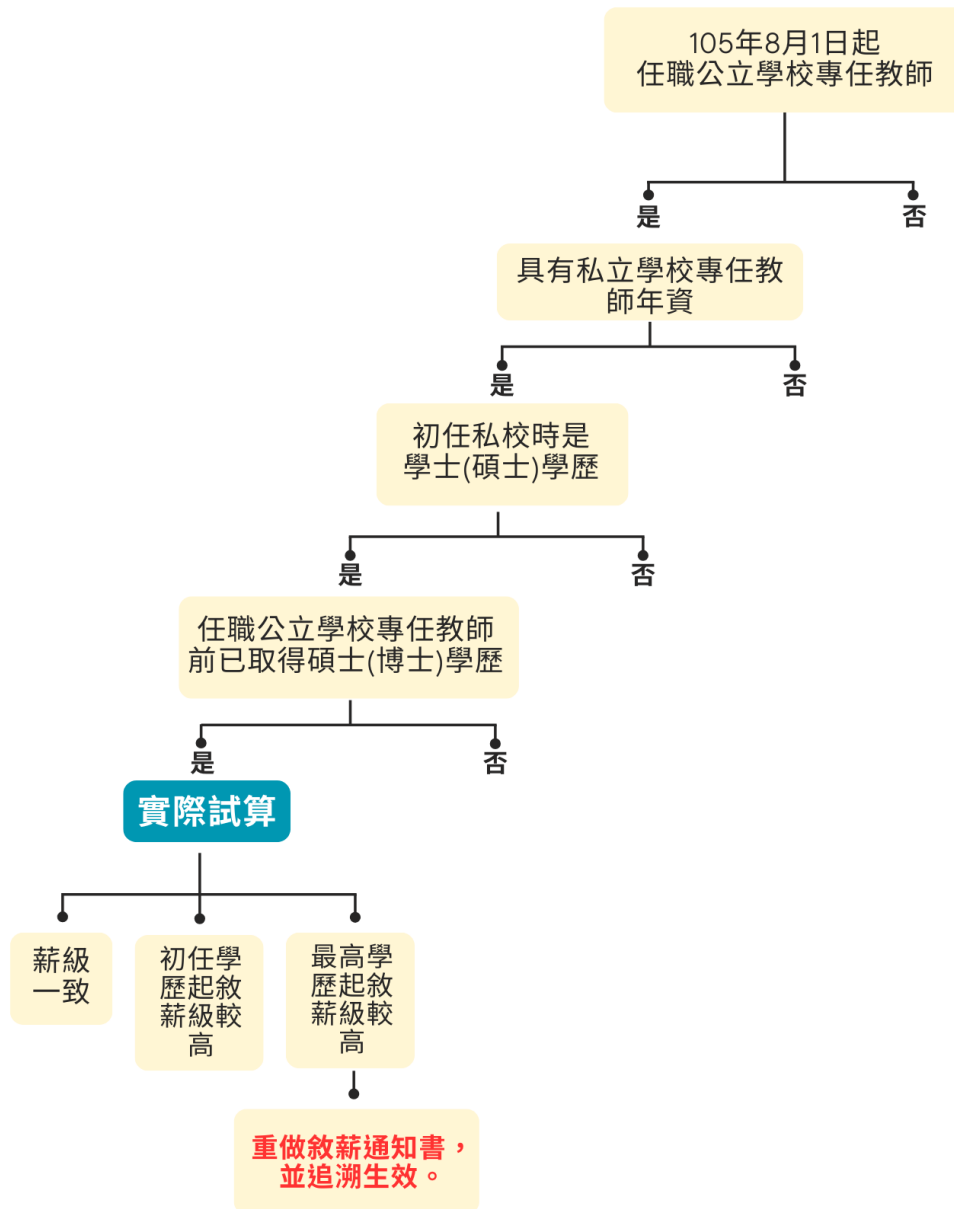 105年8月1日起
任職公立學校專任教師
是
否
具有私立學校專任教
師年資
是
否
初任私校時是
學士(碩士)學歷
是
否
任職公立學校專任教師
前已取得碩士(博士)學歷
是
否
實際試算
薪級
一致
初任學
歷起敘
薪級較
高
最高學
歷起敘
薪級較
高
重做敘薪通知書，
並追溯生效。